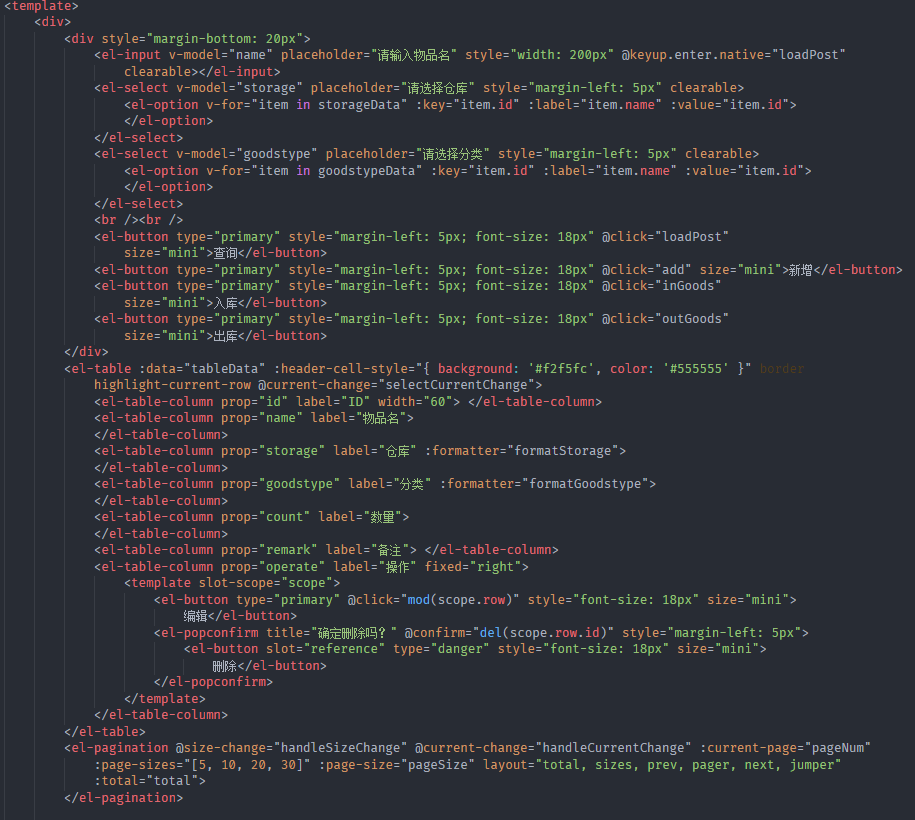 <template>
<div>
<div style="margin-bottom: 20px">
<el-input v-model="name" placeholder="请输入物品名" style="width: 200px" @keyup.enter.native="loadPost"
clearable></el-input>
<el-select v-model="storage" placeholder="请选择仓库" style="margin-left: 5px" clearable>
<el-option v-for="item in storageData" :key="item.id" :label="item.name" :value="item.id">
</el-option>
</el-select>
<el-select v-model="goodstype" placeholder="请选择分类" style="margin-left: 5px" clearable>
<el-option v-for="item in goodstypeData" :key="item.id" :label="item.name" :value="item.id">
</el-option>
</el-select>
<br /><br />
<el-button type="primary" style="margin-left: 5px; font-size: 18px" @click="loadPost"
size="mini">查询</el-button>
<el-button type="primary" style="margin-left: 5px; font-size: 18px" @click="add" size="mini">新增</el-button>
<el-button type="primary" style="margin-left: 5px; font-size: 18px" @click="inGoods"
size="mini">入库</el-button>
<el-button type="primary" style="margin-left: 5px; font-size: 18px" @click="outGoods"
size="mini">出库</el-button>
</div>
<el-table :data="tableData" :header-cell-style="{ background: '#f2f5fc', color: '#555555' }" border
highlight-current-row @current-change="selectCurrentChange">
<el-table-column prop="id" label="ID" width="60"> </el-table-column>
<el-table-column prop="name" label="物品名">
</el-table-column>
<el-table-column prop="storage" label="仓库" :formatter="formatStorage">
</el-table-column>
<el-table-column prop="goodstype" label="分类" :formatter="formatGoodstype">
</el-table-column>
<el-table-column prop="count" label="数量">
</el-table-column>
<el-table-column prop="remark" label="备注"> </el-table-column>
<el-table-column prop="operate" label="操作" fixed="right">
<template slot-scope="scope">
<el-button type="primary" @click="mod(scope.row)" style="font-size: 18px" size="mini">
编辑</el-button>
<el-popconfirm title="确定删除吗？" @confirm="del(scope.row.id)" style="margin-left: 5px">
<el-button slot="reference" type="danger" style="font-size: 18px" size="mini">
删除</el-button>
</el-popconfirm>
</template>
</el-table-column>
</el-table>
<el-pagination @size-change="handleSizeChange" @current-change="handleCurrentChange" :current-page="pageNum"
:page-sizes="[5, 10, 20, 30]" :page-size="pageSize" layout="total, sizes, prev, pager, next, jumper"
:total="total">
</el-pagination>